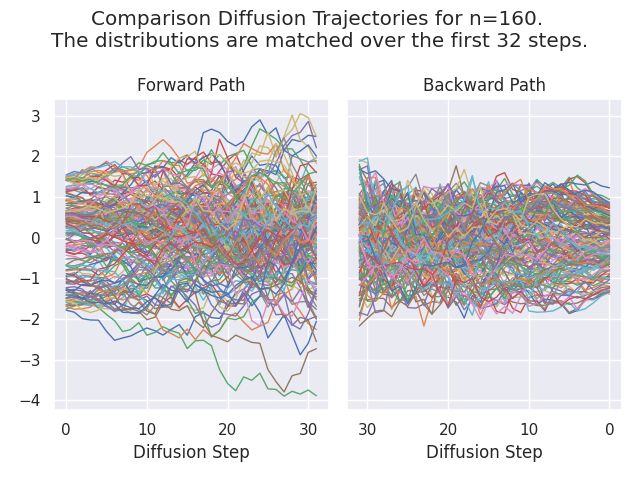 Comparison Diffusion Trajectories for n=160.
The distributions are matched over the first 32 steps.
Forward Path
Backward Path
3
2
1
0
−1
−2
−3
−4
0
10
20
30
30
20
10
0
Diffusion Step
Diffusion Step